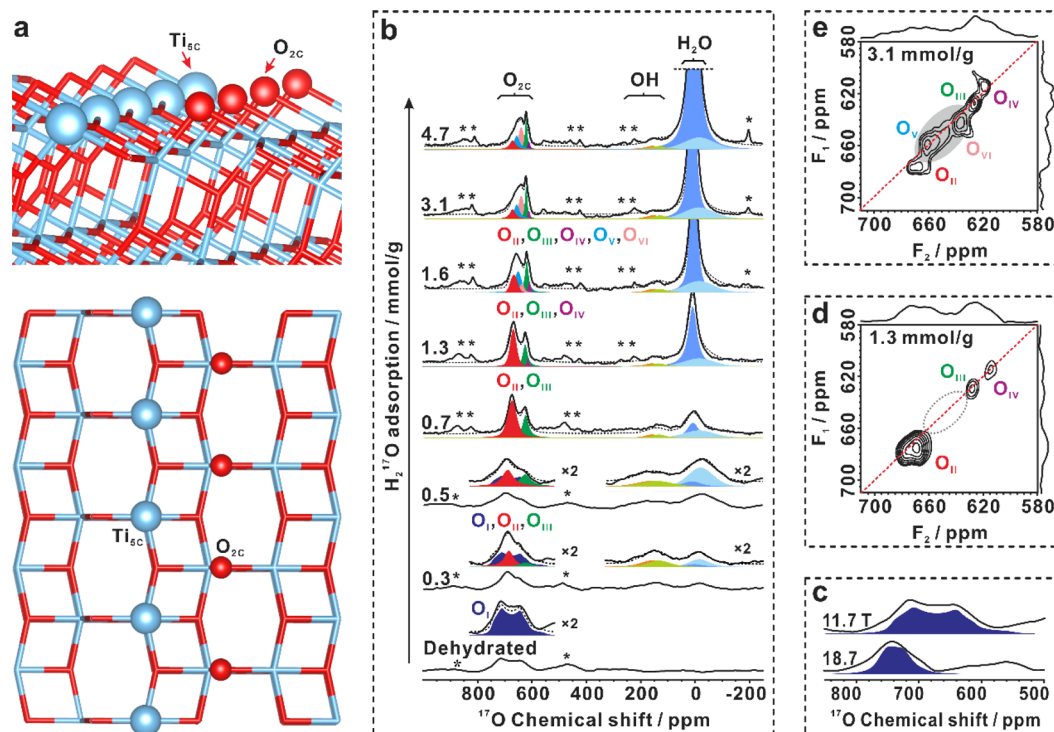 a
Ti5C
O2C
Ti5C
O2C
b
H2O
O2C
OH
4.7
* *
* *
* *
*
3.1
* *
* *
* *
*
OII,OIII,OIV,OV,OVI
1.6
* *
* *
* *
*
OII,OIII,OIV
1.3
* *
* *
* *
OII,OIII
0.7
* *
* *
×2
×2
0.5
*
*
OI,OII,OIII
×2
×2
0.3
*
*
OI
×2
Dehydrated
*
*
800 600 400 200 0 -200
17O Chemical shift / ppm
H217O adsorption / mmol/g
e
580
3.1 mmol/g
620
OIII
OIV
OV
660
OVI
OII
700
700 660 620 580
F1 / ppm
F2 / ppm
d
580
1.3 mmol/g
620
OIII
OIV
660
OII
700
700 660 620 580
F1 / ppm
F2 / ppm
c
11.7 T
18.7
800 700 600 500
17O Chemical shift / ppm